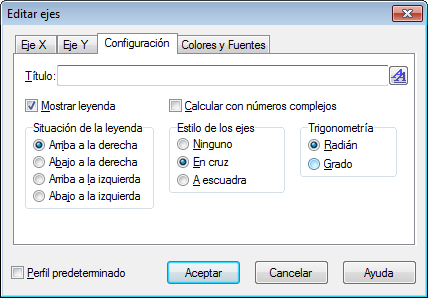 Editar ejes
Eje X
Eje Y
Configuración
Colores y Fuentes
Título:
Mostrar leyenda
Calcular con números complejos
Situación de la leyenda
Arriba a la derecha
Abajo a la derecha
Arriba a la izquierda
Abajo a la izquierda
Estilo de los ejes
Ninguno
En cruz
A escuadra
Trigonometría
Radián
Grado
Perfil predeterminado
Aceptar
Cancelar
Ayuda